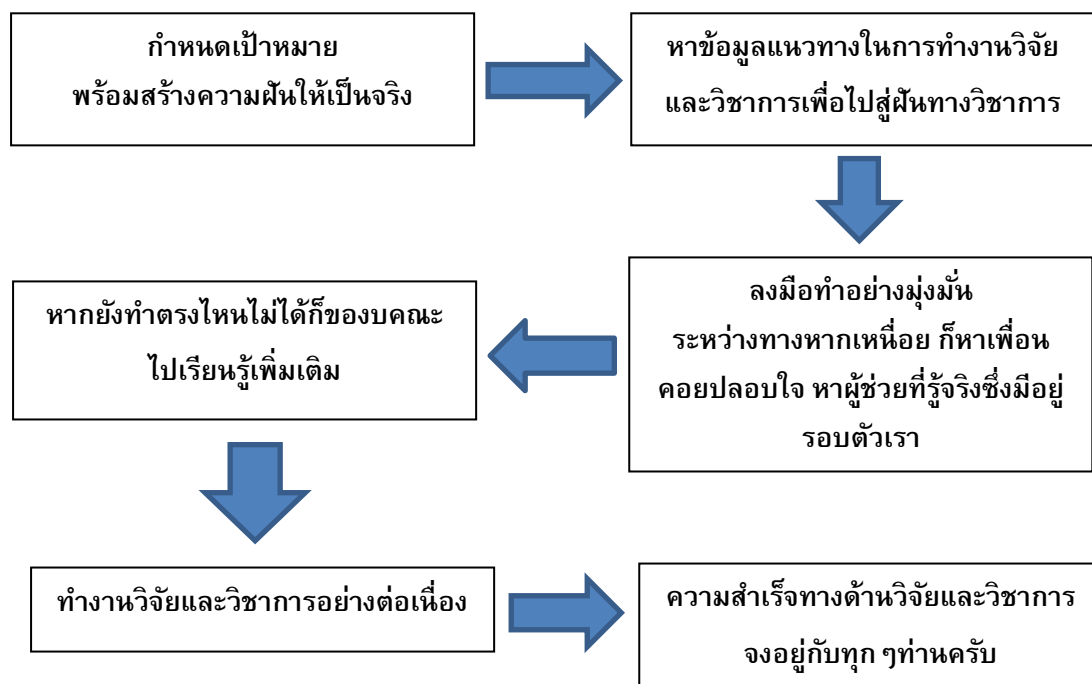 กำหนดเป้าหมาย
พร้อมสร้างความฝันให้เป็นจริง
หาข้อมูลแนวทางในการทำงานวิจัย
และวิชาการเพื่อไปสู่ฝันทางวิชาการ
ลงมือทำอย่างมุ่งมั่น
ระหว่างทางหากเหนื่อย ก็หาเพื่อน
คอยปลอบใจ หาผู้ช่วยที่รู้จริงซึ่งมีอยู่
รอบตัวเรา
หากยังทำตรงไหนไม่ได้ก็ของบคณะ
ไปเรียนรู้เพิ่มเติม
ทำงานวิจัยและวิชาการอย่างต่อเนื่อง
ความสำเร็จทางด้านวิจัยและวิชาการ
จงอยู่กับทุก ๆท่านครับ